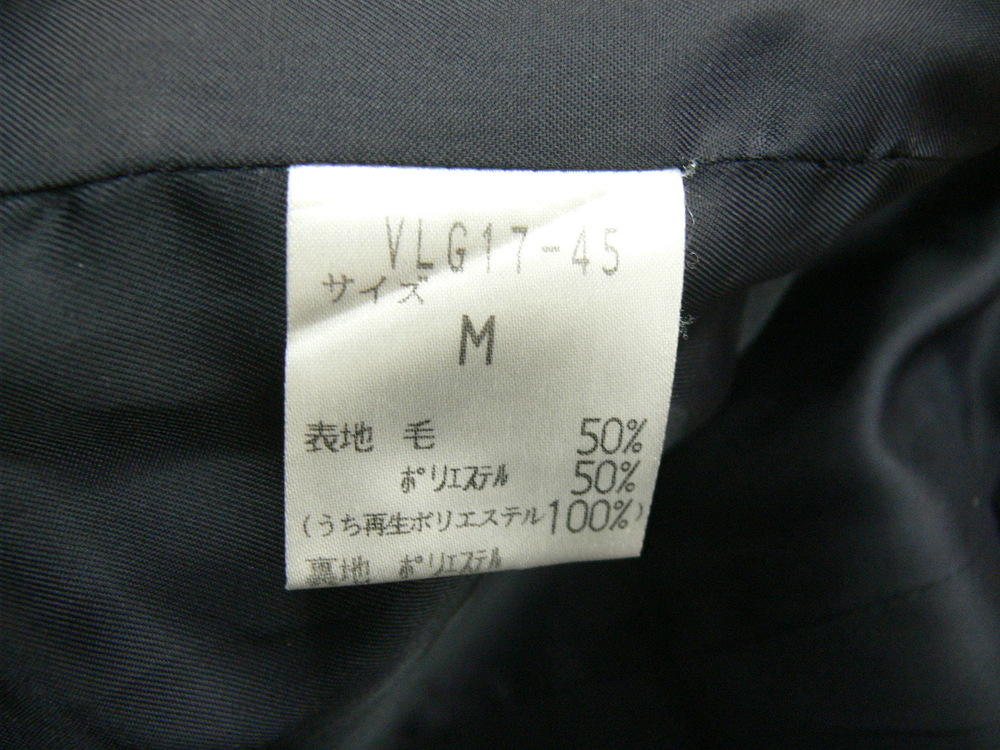 VLG17-45
サイズ
M
表地 毛 50%
ポリエステル 50%
(うち再生ポリエステル100%)
裏地 ポリエステル